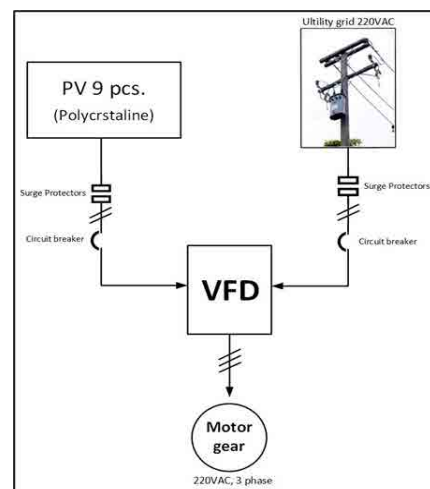 Ultility grid 220VAC
PV 9 pcs.
(Polycrstaline)
Surge Protectors
Surge Protectors
Circuit breaker
Circuit breaker
VFD
Motor
gear
220VAC, 3 phase